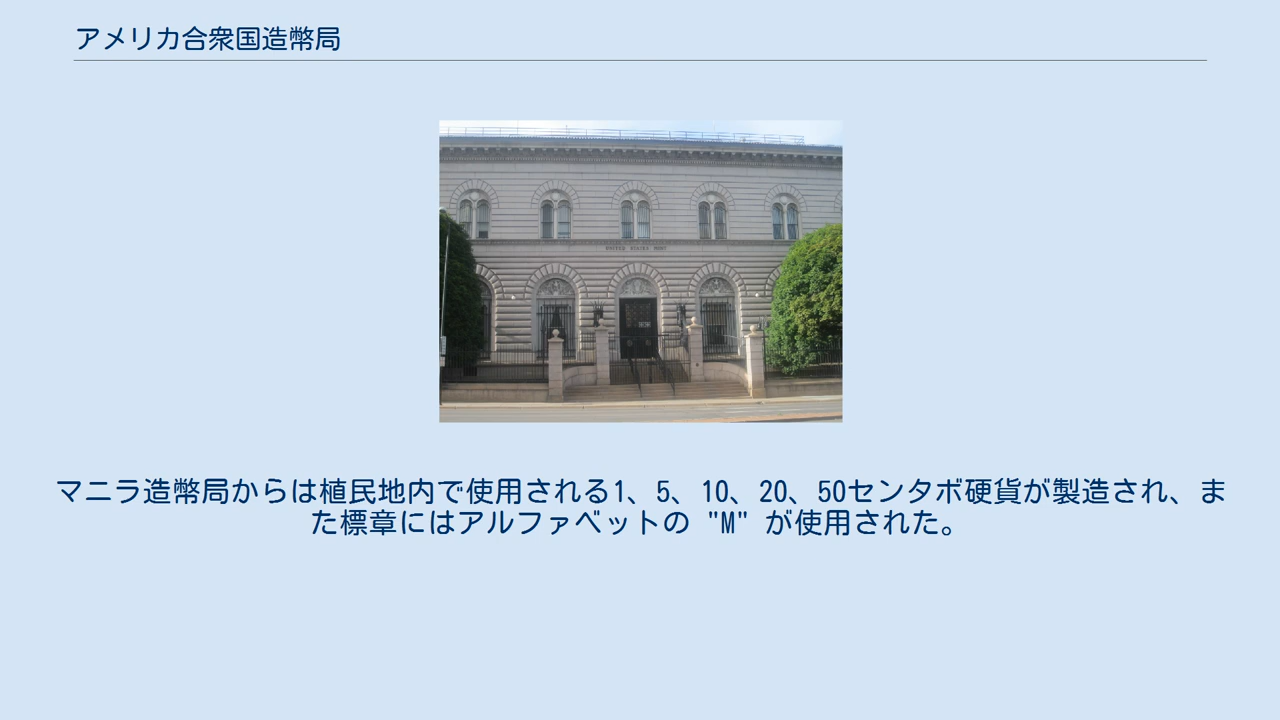 アメリカ合衆国造幣局
UNITED STATES MINT
マニラ造幣局からは植民地内で使用される1、5、10、20、50センタボ硬貨が製造され、ま
た標章にはアルファベットの "M" が使用された。